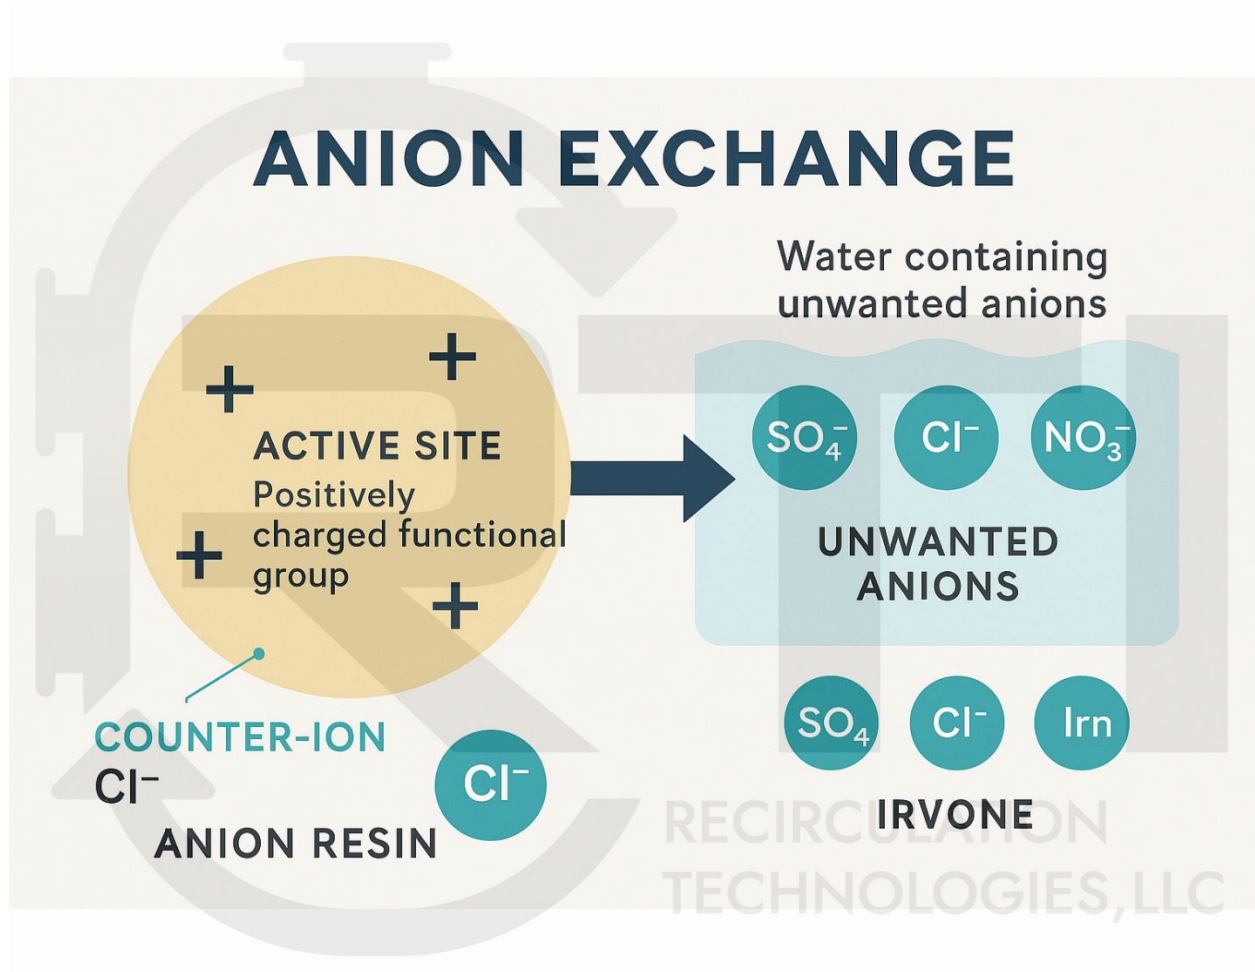 ANION EXCHANGE
Water containing
unwanted anions
+
+
ACTIVE SITE
Positively
charged functional
group
+
+
SO₄⁻
Cl⁻
NO₃⁻
UNWANTED
ANIONS
COUNTER-ION
Cl⁻
Cl⁻
ANION RESIN
SO₄
Cl⁻
Irn
IRVONE
RTI
RECIRCULATION
TECHNOLOGIES, LLC